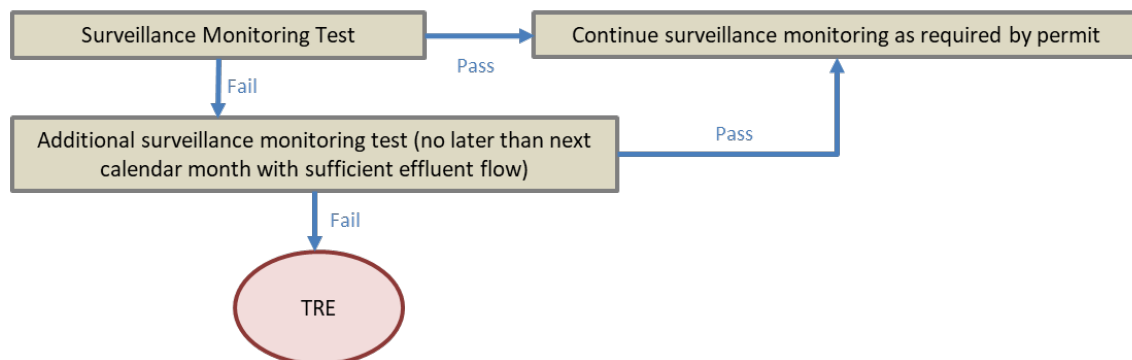 Surveillance Monitoring Test
Continue surveillance monitoring as required by permit
Pass
Fail
Additional surveillance monitoring test (no later than next
calendar month with sufficient effluent flow)
Pass
Fail
TRE